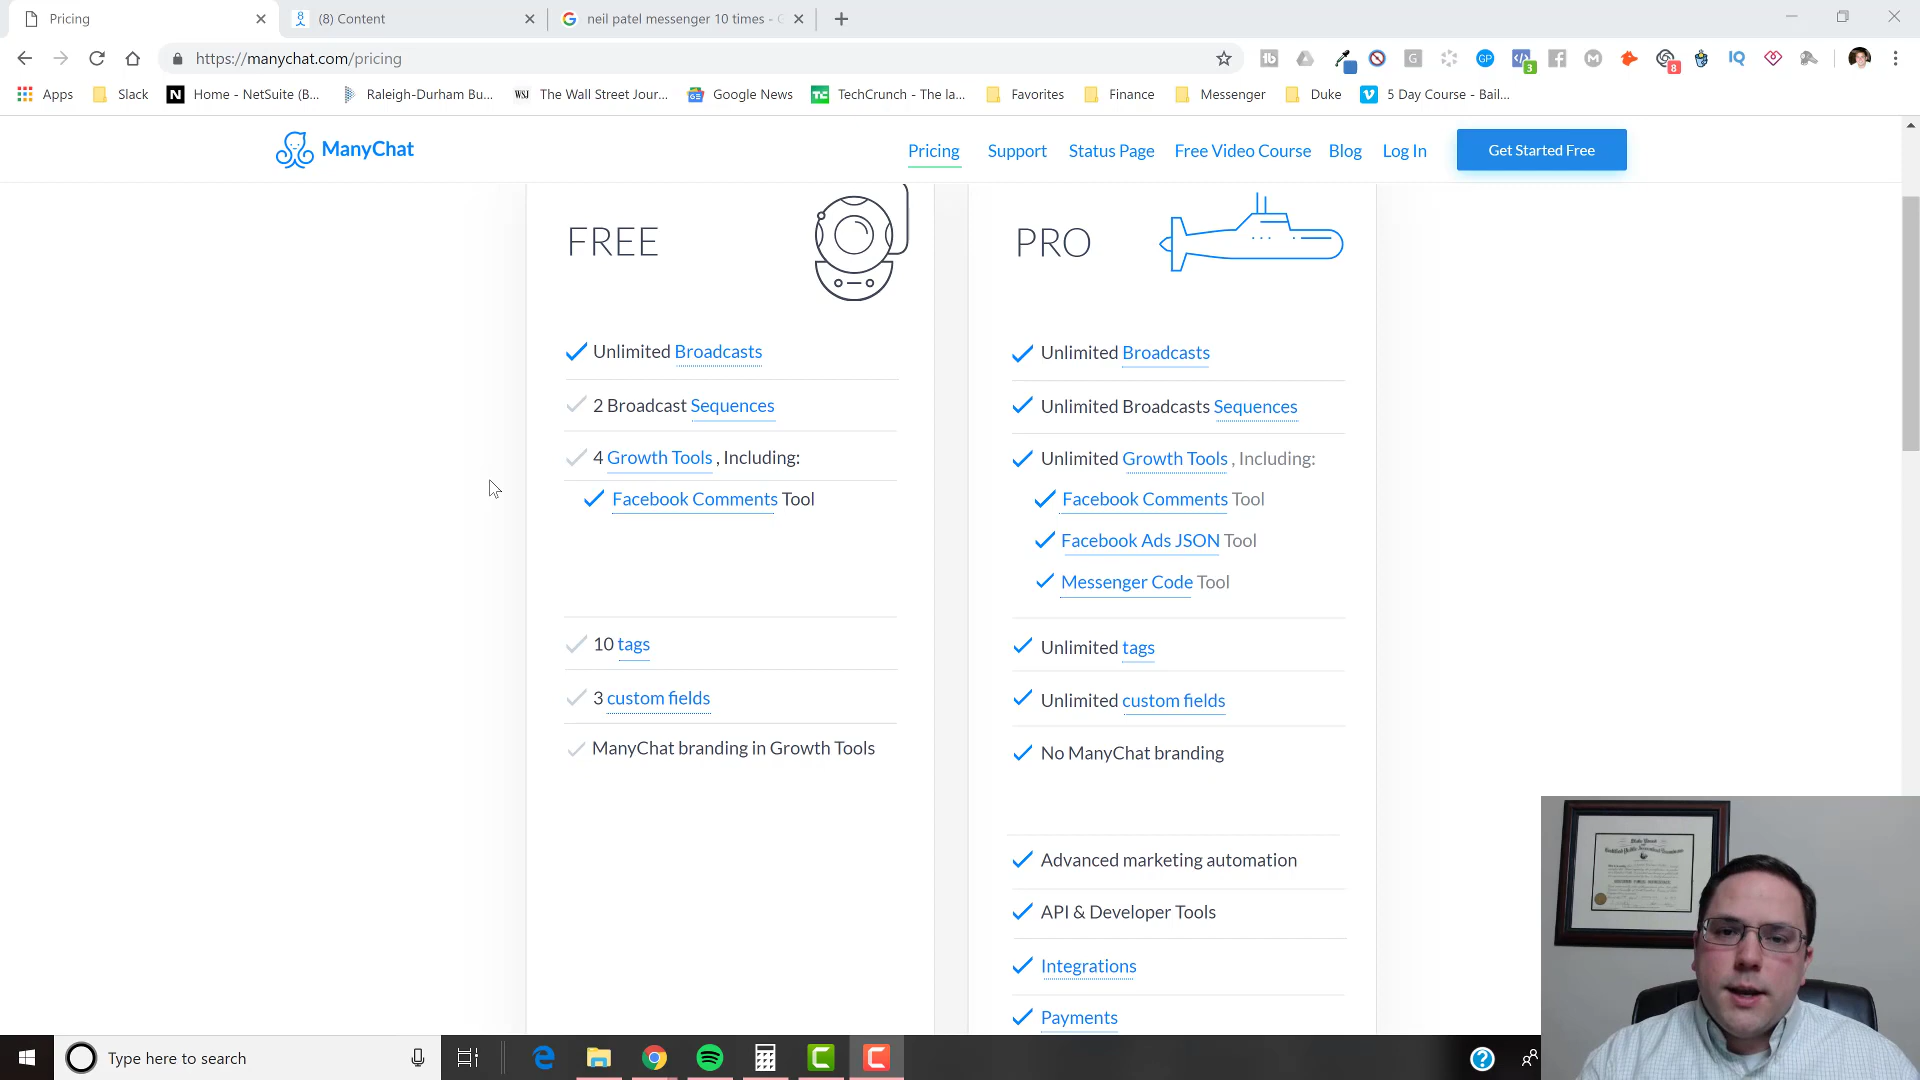 Pricing
(8) Content
neil patel messenger 10 times -
https://manychat.com/pricing
3
8
Apps
Slack
Home - NetSuite (B...
Raleigh-Durham Bu...
WSJ
The Wall Street Jour...
Google News
TechCrunch - The la...
Favorites
Finance
Messenger
Duke
5 Day Course - Bail...
ManyChat
Pricing
Support
Status Page
Free Video Course
Blog
Log In
Get Started Free
FREE
Unlimited Broadcasts
2 Broadcast Sequences
4 Growth Tools , Including:
Facebook Comments Tool
10 tags
3 custom fields
ManyChat branding in Growth Tools
PRO
Unlimited Broadcasts
Unlimited Broadcasts Sequences
Unlimited Growth Tools , Including:
Facebook Comments Tool
Facebook Ads JSON Tool
Messenger Code Tool
Unlimited tags
Unlimited custom fields
No ManyChat branding
Advanced marketing automation
API & Developer Tools
Integrations
Payments
Type here to search